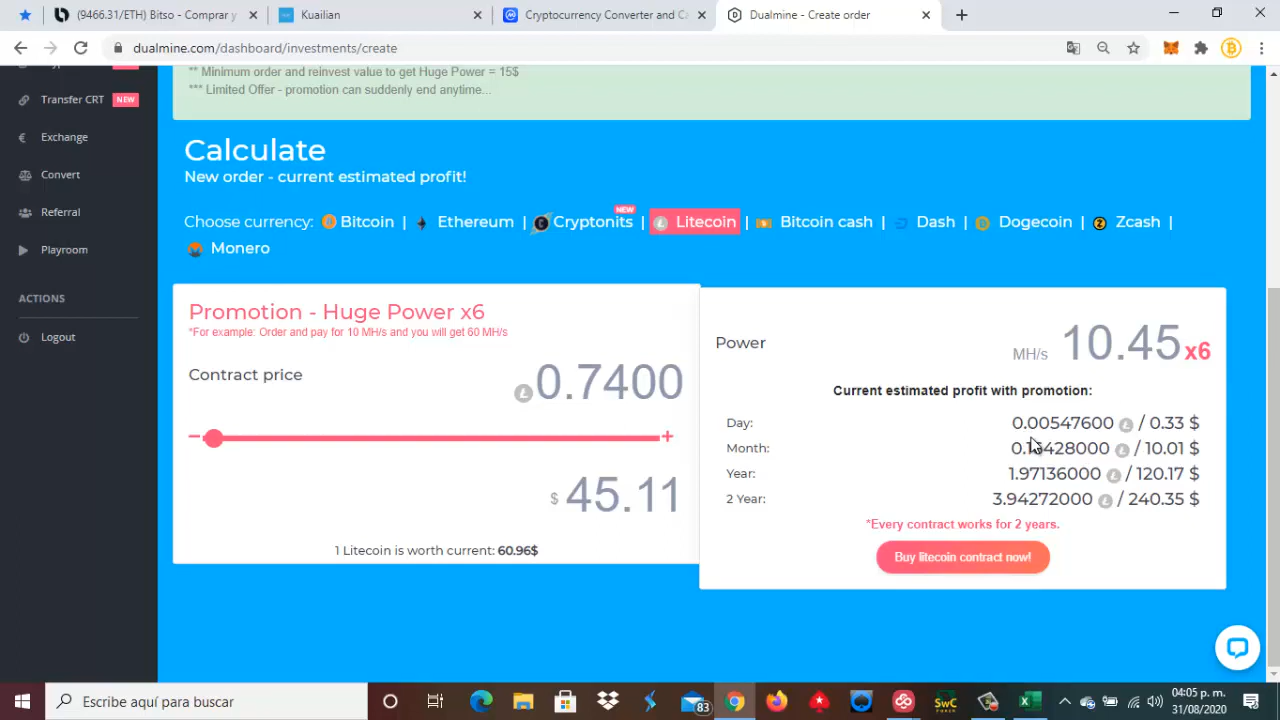 (9466.31/ETH) Bitso - Comprar y
Kuailian
Cryptocurrency Converter and Ca
Dualmine - Create order
dualmine.com/dashboard/investments/create
** Minimum order and reinvest value to get Huge Power = 15$
*** Limited Offer - promotion can suddenly end anytime...
NEW
Transfer CRT NEW
Exchange
Convert
Referral
Playroom
ACTIONS
Logout
Calculate
New order - current estimated profit!
NEW
Choose currency: Bitcoin | Ethereum | Cryptonits | Litecoin | Bitcoin cash | Dash | Dogecoin | Zcash |
Monero
Promotion - Huge Power x6
*For example: Order and pay for 10 MH/s and you will get 60 MH/s
Contract price 0.7400
− +
$ 45.11
1 Litecoin is worth current: 60.96$
Power MH/s 10.45 x6
Current estimated profit with promotion:
Day: 0.00547600 / 0.33 $
Month: / 10.01 $
Year: 1.97136000 / 120.17 $
2 Year: 3.94272000 / 240.35 $
*Every contract works for 2 years.
Buy litecoin contract now!
Escribe aquí para buscar
83
SwC
POKER
04:05 p. m.
31/08/2020